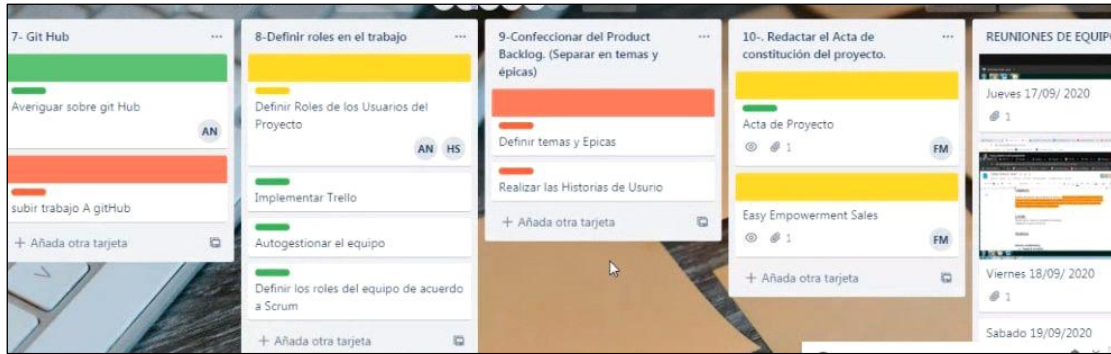 7- Git Hub
Averiguar sobre git Hub
AN
subir trabajo A gitHub
+ Añada otra tarjeta
8-Definir roles en el trabajo
Definir Roles de los Usuarios del
Proyecto
AN HS
Implementar Trello
Autogestionar el equipo
Definir los roles del equipo de acuerdo
a Scrum
+ Añada otra tarjeta
9-Confeccionar del Product
Backlog. (Separar en temas y
épicas)
Definir temas y Epicas
Realizar las Historias de Usurio
+ Añada otra tarjeta
10-. Redactar el Acta de
constitución del proyecto.
Acta de Proyecto
1
FM
Easy Empowerment Sales
1
FM
+ Añada otra tarjeta
REUNIONES DE EQUIPO
Jueves 17/09/ 2020
1
Viernes 18/09/ 2020
1
Sabado 19/09/2020